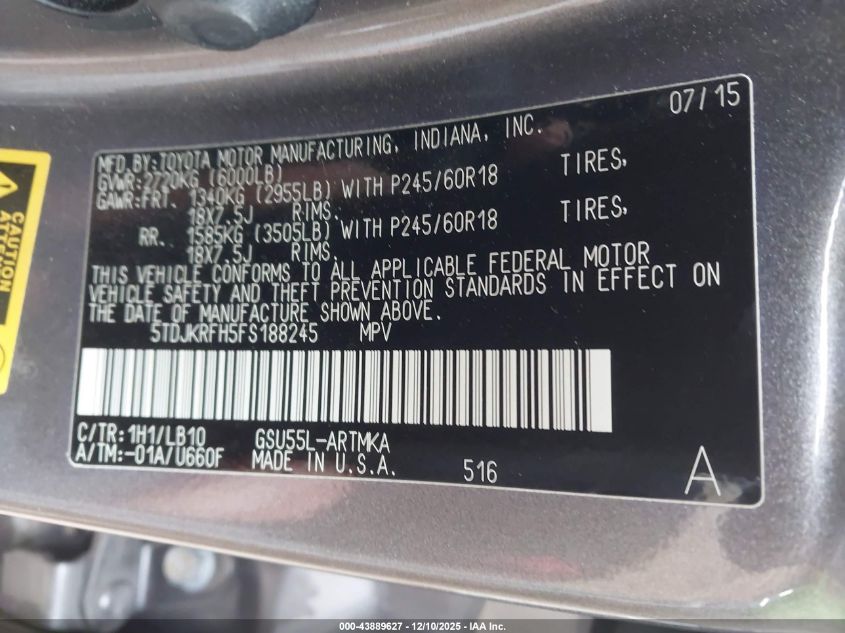 07/15
MFD.BY:TOYOTA MOTOR MANUFACTURING, INDIANA, INC.
GVWR:2720KG (6000LB)
GAWR:FRT. 1340KG (2955LB) WITH P245/60R18 TIRES,
18X7.5J RIMS.
RR. 1585KG (3505LB) WITH P245/60R18 TIRES,
18X7.5J RIMS.
THIS VEHICLE CONFORMS TO ALL APPLICABLE FEDERAL MOTOR
VEHICLE SAFETY AND THEFT PREVENTION STANDARDS IN EFFECT ON
THE DATE OF MANUFACTURE SHOWN ABOVE.
5TDJKRFH5FS188245 MPV
C/TR:1H1/LB10 GSU55L-ARTMKA
A/TM:-01A/U660F MADE IN U.S.A. 516 A
CAUTION
000-43889627 - 12/10/2025 - IAA Inc.